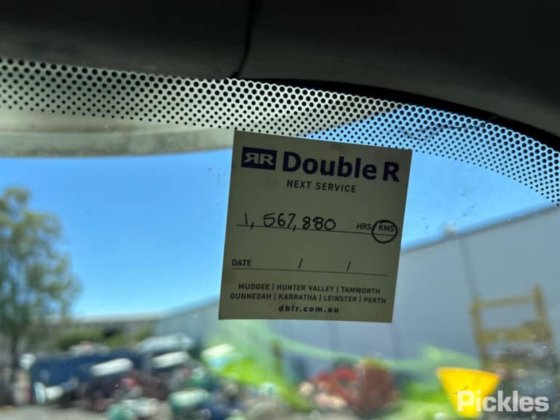 RR Double R
NEXT SERVICE
1,567,880 HRS KMS
DATE / /
MUDGEE | HUNTER VALLEY | TAMWORTH
GUNNEDAH | KARRATHA | LEINSTER | PERTH
dblr.com.au
Pickles